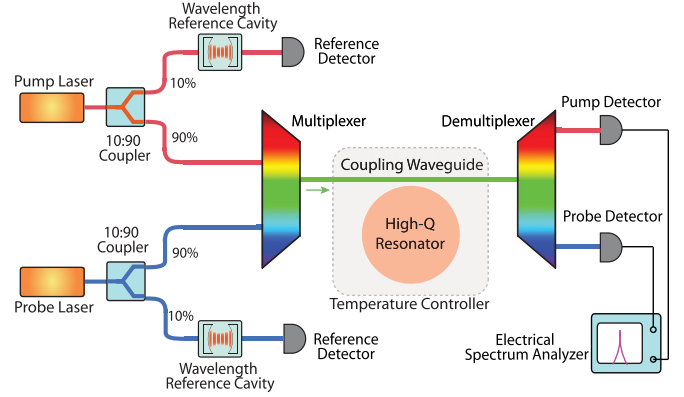 Wavelength
Reference Cavity
Reference
Detector
Pump Laser
10%
10:90
Coupler
90%
Multiplexer
Demultiplexer
Pump Detector
Coupling Waveguide
High-Q
Resonator
Temperature Controller
Probe Detector
10:90
Coupler
90%
Probe Laser
10%
Reference
Detector
Wavelength
Reference Cavity
Electrical
Spectrum Analyzer